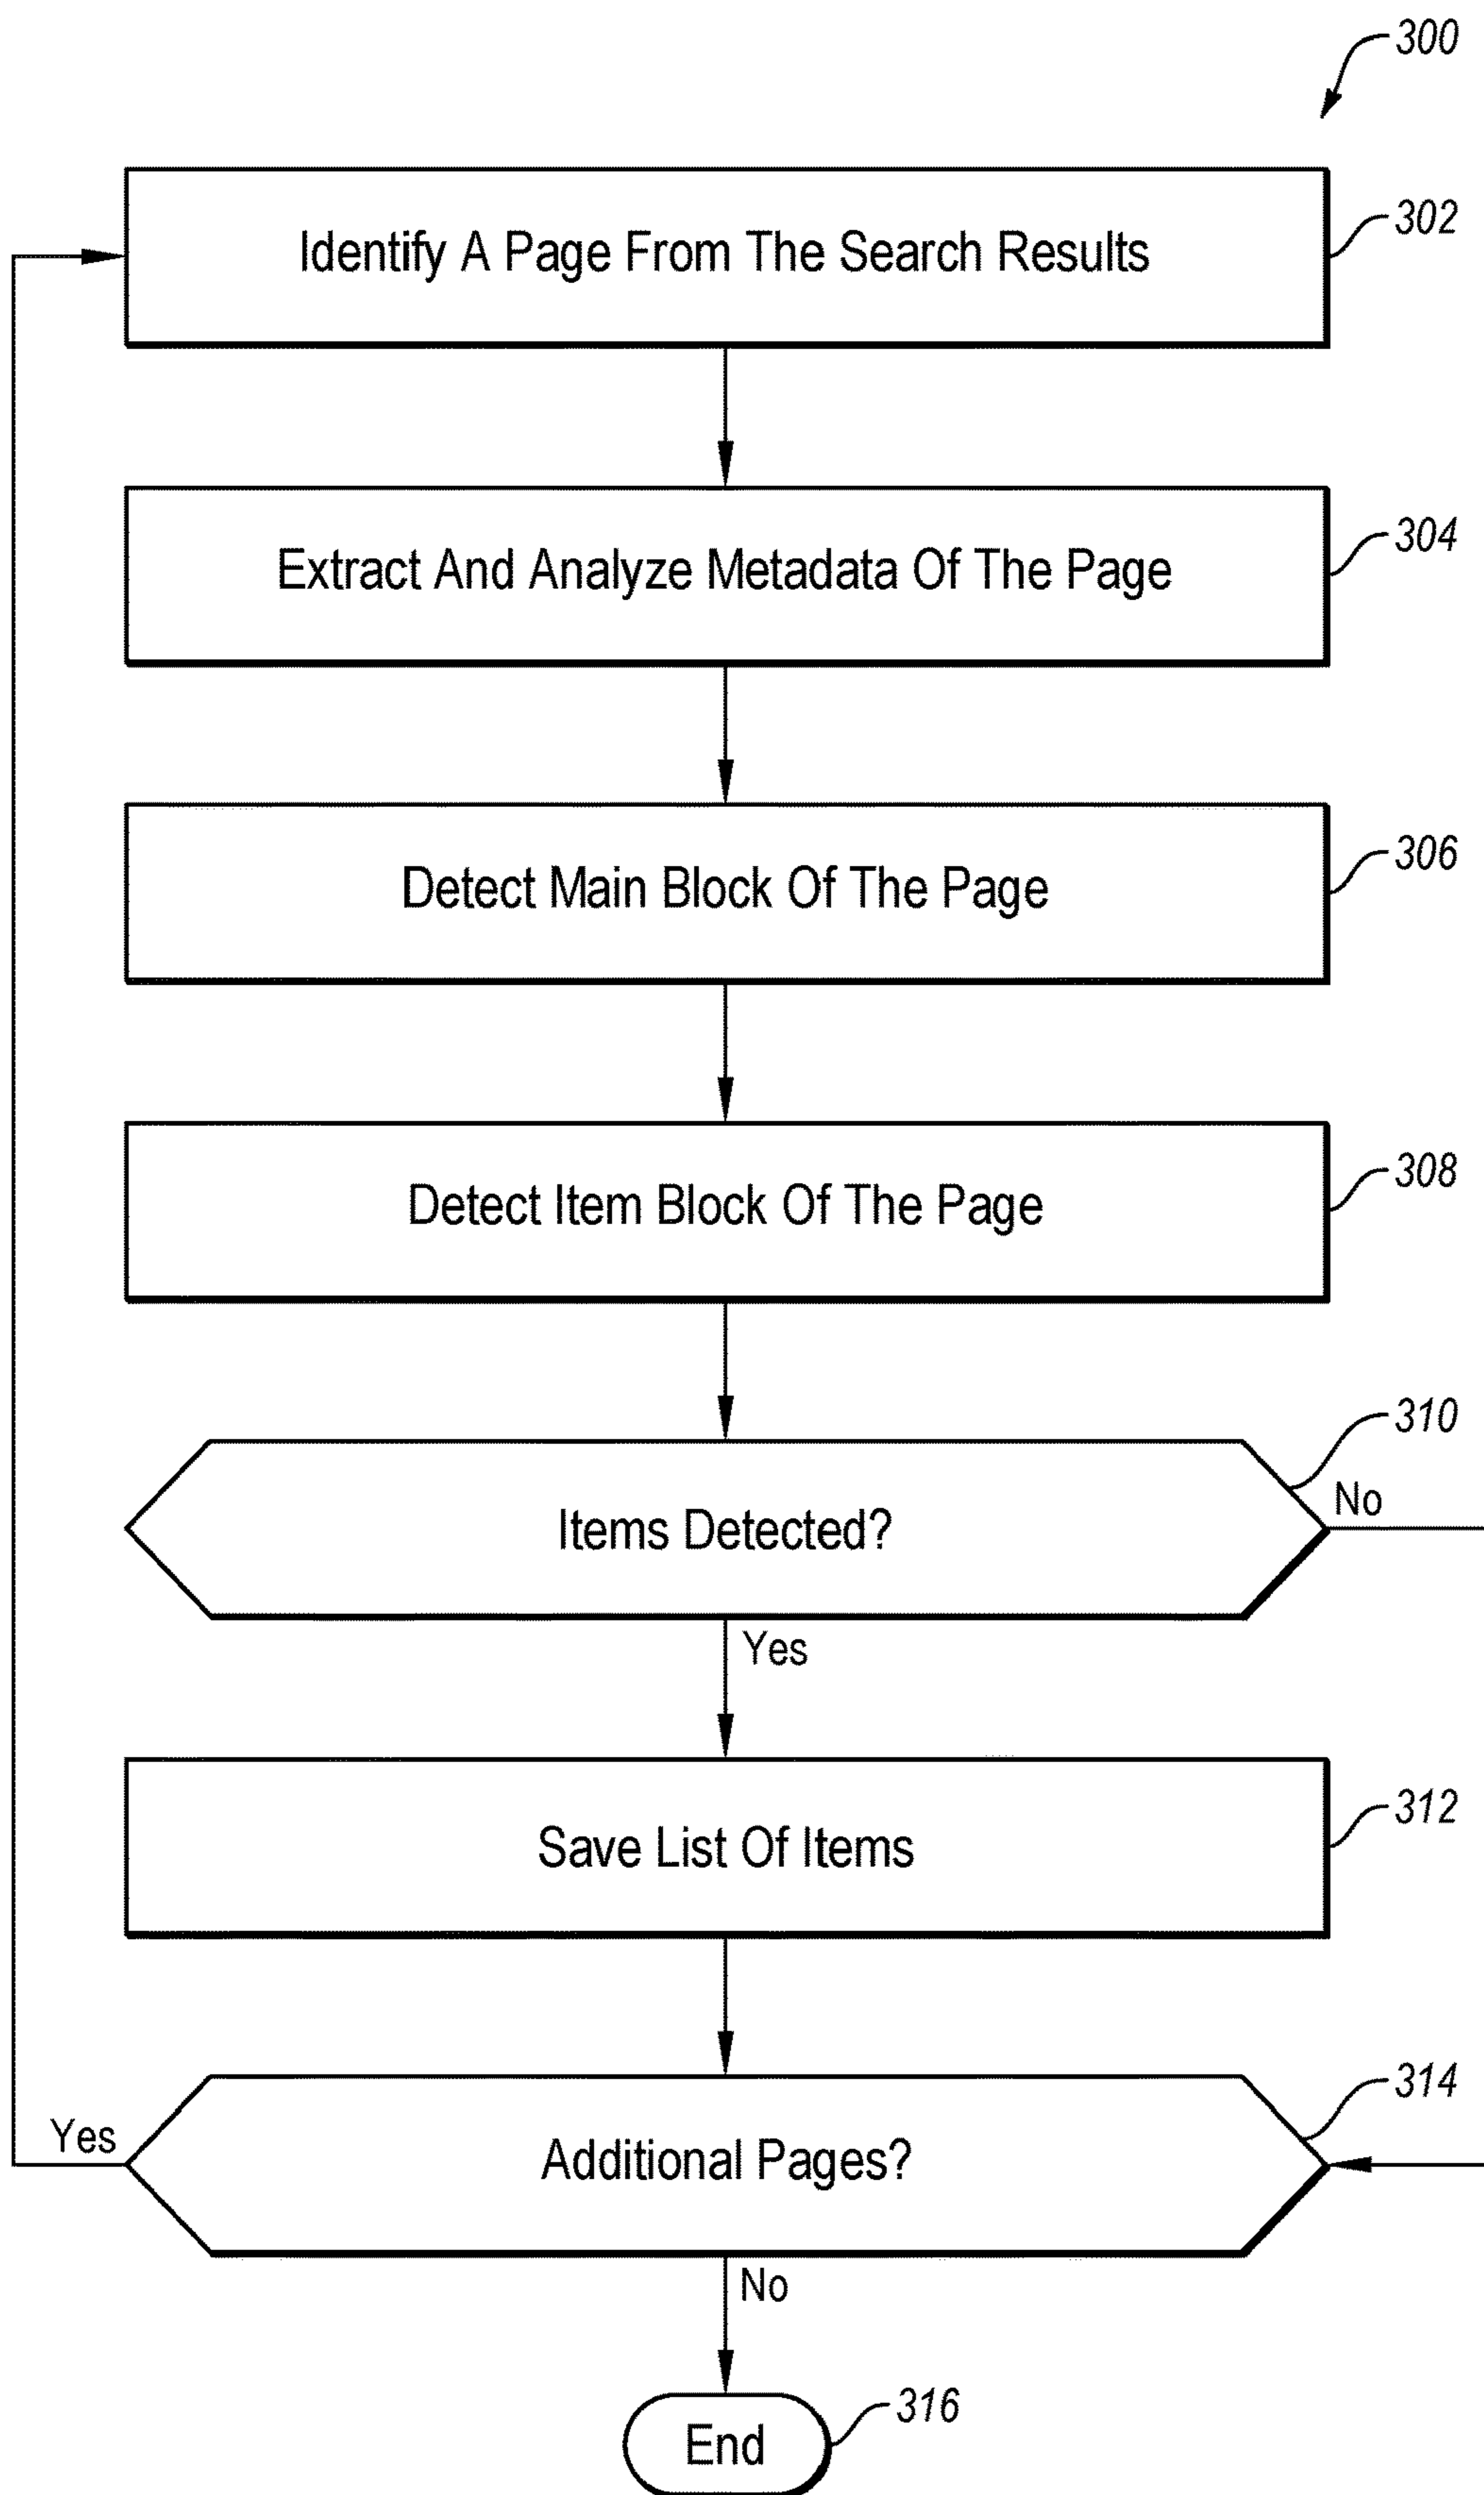 300
Identify A Page From The Search Results
302
Extract And Analyze Metadata Of The Page
304
Detect Main Block Of The Page
306
Detect Item Block Of The Page
308
310
Items Detected?
No
Yes
Save List Of Items
312
314
Yes
Additional Pages?
No
End
316